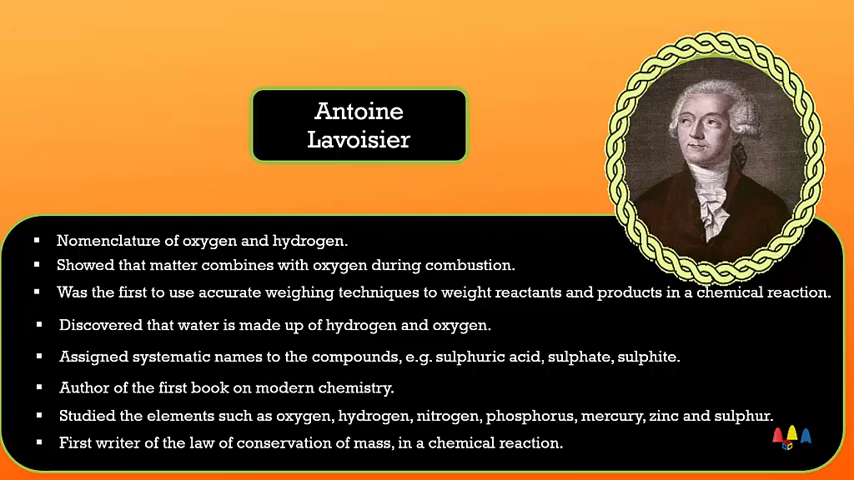 Antoine
Lavoisier
Nomenclature of oxygen and hydrogen.
Showed that matter combines with oxygen during combustion.
Was the first to use accurate weighing techniques to weight reactants and products in a chemical reaction.
Discovered that water is made up of hydrogen and oxygen.
Assigned systematic names to the compounds, e.g. sulphuric acid, sulphate, sulphite.
Author of the first book on modern chemistry.
Studied the elements such as oxygen, hydrogen, nitrogen, phosphorus, mercury, zinc and sulphur.
First writer of the law of conservation of mass, in a chemical reaction.